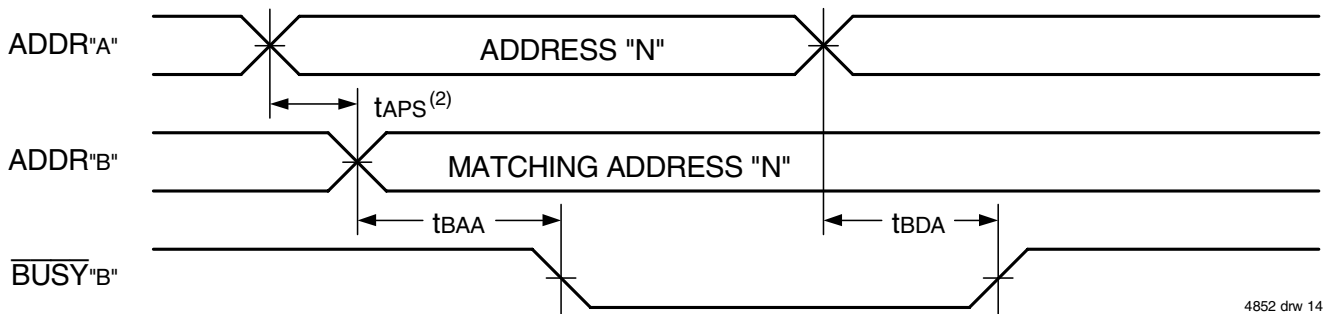 ADDR"A"
ADDRESS "N"
tAPS(2)
ADDR"B"
MATCHING ADDRESS "N"
tBAA
tBDA
BUSY"B"
4852 drw 14